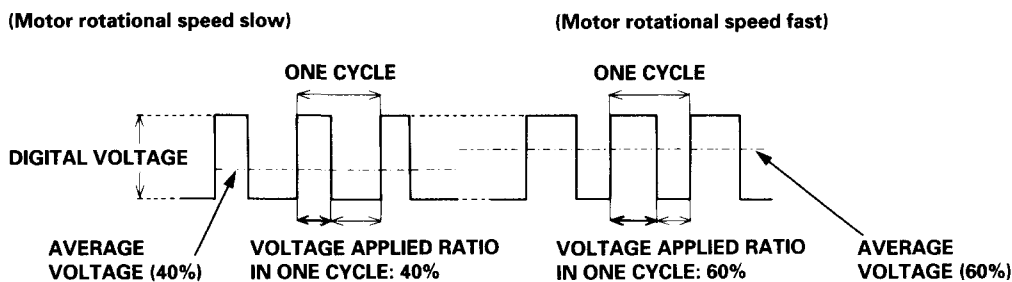 (Motor rotational speed slow)
(Motor rotational speed fast)
ONE CYCLE
ONE CYCLE
DIGITAL VOLTAGE
AVERAGE
VOLTAGE (40%)
VOLTAGE APPLIED RATIO
IN ONE CYCLE: 40%
VOLTAGE APPLIED RATIO
IN ONE CYCLE: 60%
AVERAGE
VOLTAGE (60%)